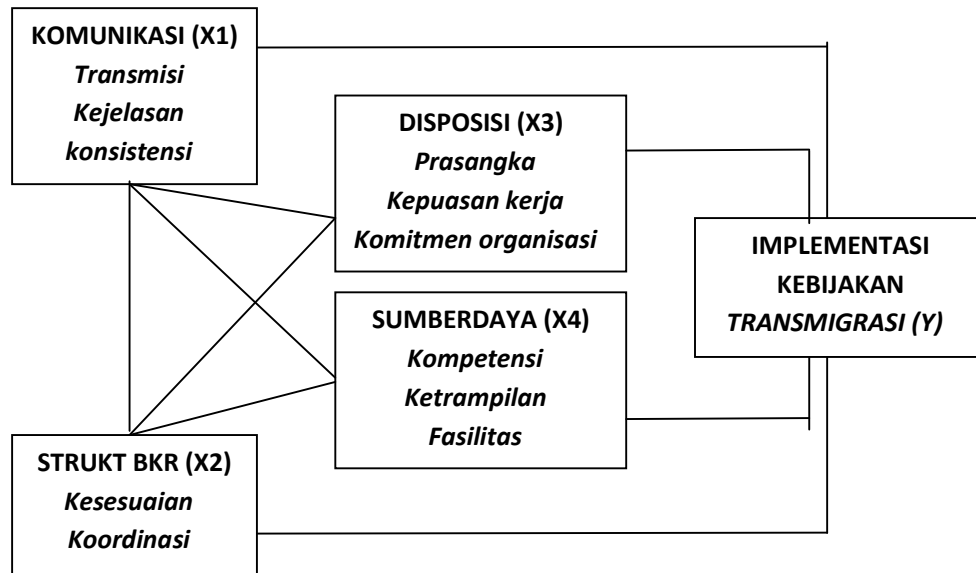 KOMUNIKASI (X1)
Transmisi
Kejelasan
konsistensi
DISPOSISI (X3)
Prasangka
Kepuasan kerja
Komitmen organisasi
IMPLEMENTASI
KEBIJAKAN
TRANSMIGRASI (Y)
SUMBERDAYA (X4)
Kompetensi
Ketrampilan
Fasilitas
STRUKT BKR (X2)
Kesesuaian
Koordinasi